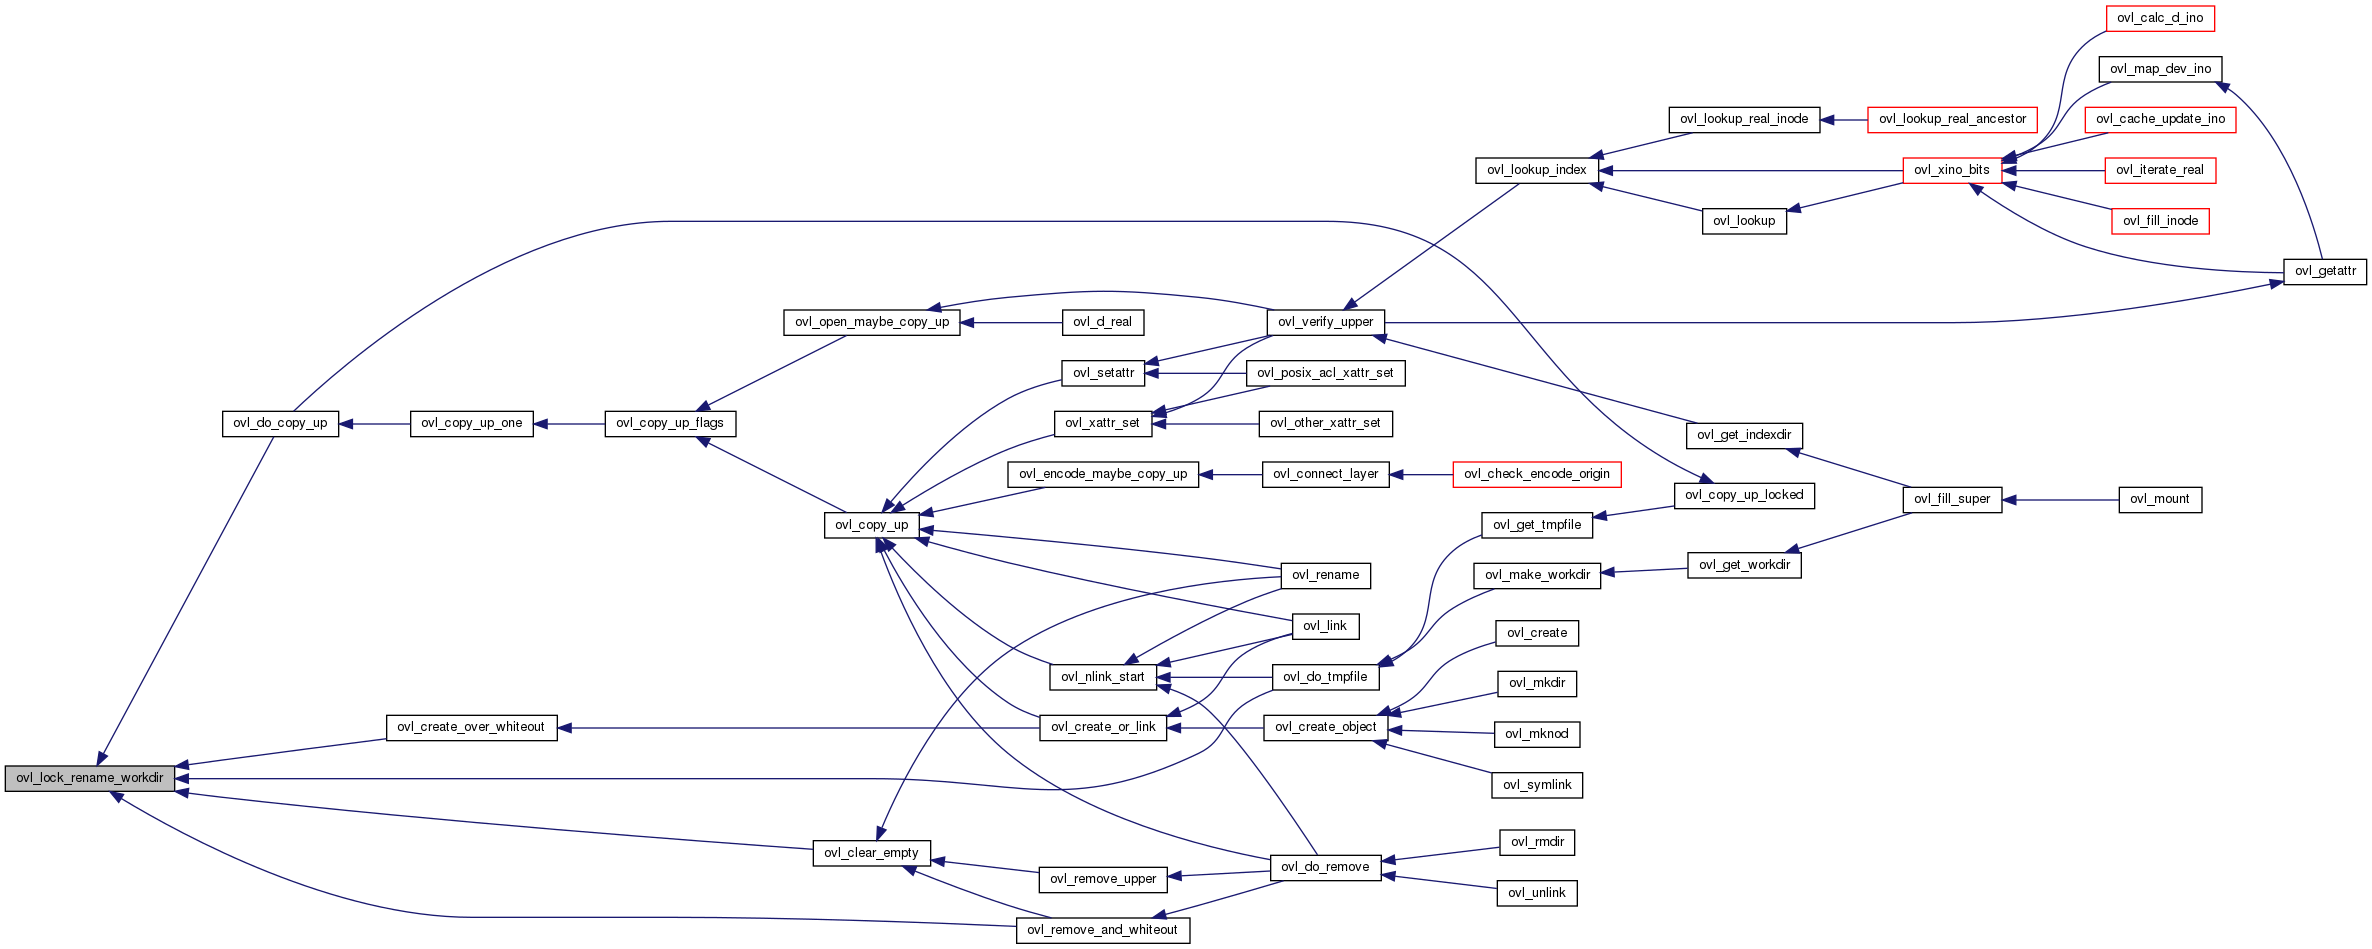 ovl_calc_d_ino
ovl_map_dev_ino
ovl_lookup_real_inode
ovl_lookup_real_ancestor
ovl_cache_update_ino
ovl_lookup_index
ovl_xino_bits
ovl_iterate_real
ovl_lookup
ovl_fill_inode
ovl_getattr
ovl_open_maybe_copy_up
ovl_d_real
ovl_verify_upper
ovl_setattr
ovl_posix_acl_xattr_set
ovl_do_copy_up
ovl_copy_up_one
ovl_copy_up_flags
ovl_xattr_set
ovl_other_xattr_set
ovl_get_indexdir
ovl_encode_maybe_copy_up
ovl_connect_layer
ovl_check_encode_origin
ovl_copy_up_locked
ovl_fill_super
ovl_mount
ovl_copy_up
ovl_get_tmpfile
ovl_get_workdir
ovl_rename
ovl_make_workdir
ovl_link
ovl_create
ovl_nlink_start
ovl_do_tmpfile
ovl_mkdir
ovl_create_over_whiteout
ovl_create_or_link
ovl_create_object
ovl_mknod
ovl_lock_rename_workdir
ovl_symlink
ovl_rmdir
ovl_clear_empty
ovl_do_remove
ovl_remove_upper
ovl_unlink
ovl_remove_and_whiteout